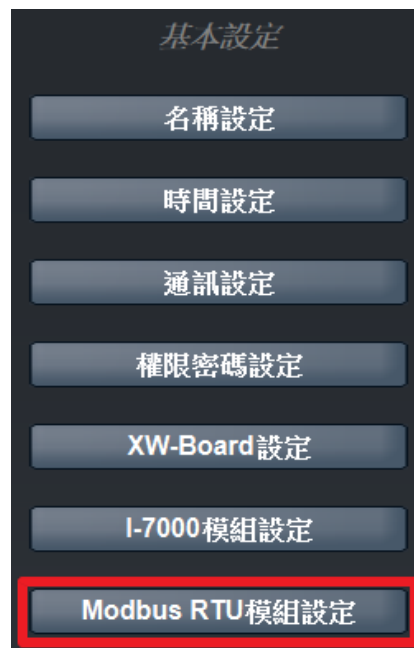 基本設定
名稱設定
時間設定
通訊設定
權限密碼設定
XW-Board設定
I-7000模組設定
Modbus RTU模組設定